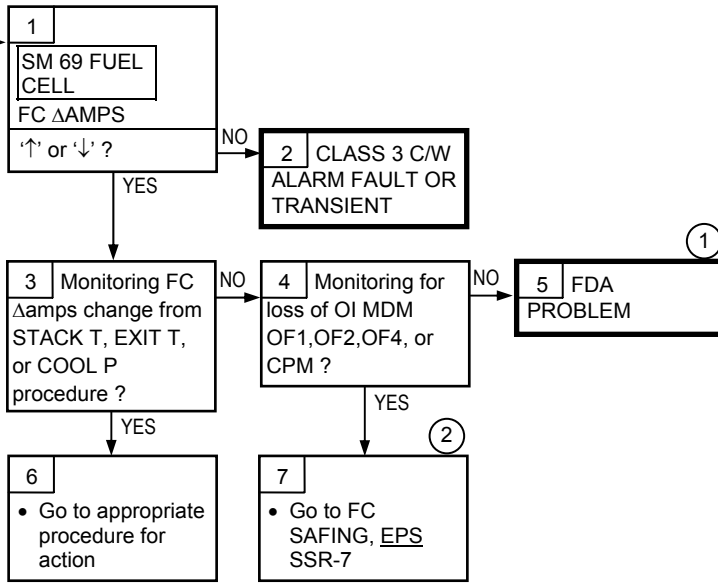 1
SM 69 FUEL
CELL
FC ∆AMPS
‘↑’ or ‘↓’ ?
NO
YES
2 CLASS 3 C/W
ALARM FAULT OR
TRANSIENT
3 Monitoring FC
∆amps change from
STACK T, EXIT T,
or COOL P
procedure ?
NO
YES
4 Monitoring for
loss of OI MDM
OF1,OF2,OF4, or
CPM ?
NO
YES
1
5 FDA
PROBLEM
6
• Go to appropriate
procedure for
action
2
7
• Go to FC
SAFING, EPS
SSR-7